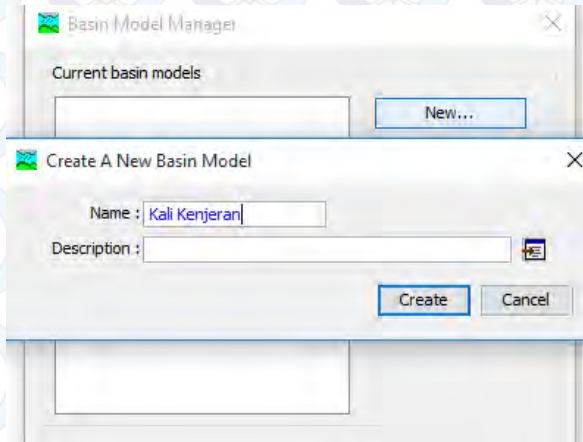 Basin Model Manager
Current basin models
New...
Create A New Basin Model
Name : Kali Kenjeran
Description :
Create Cancel